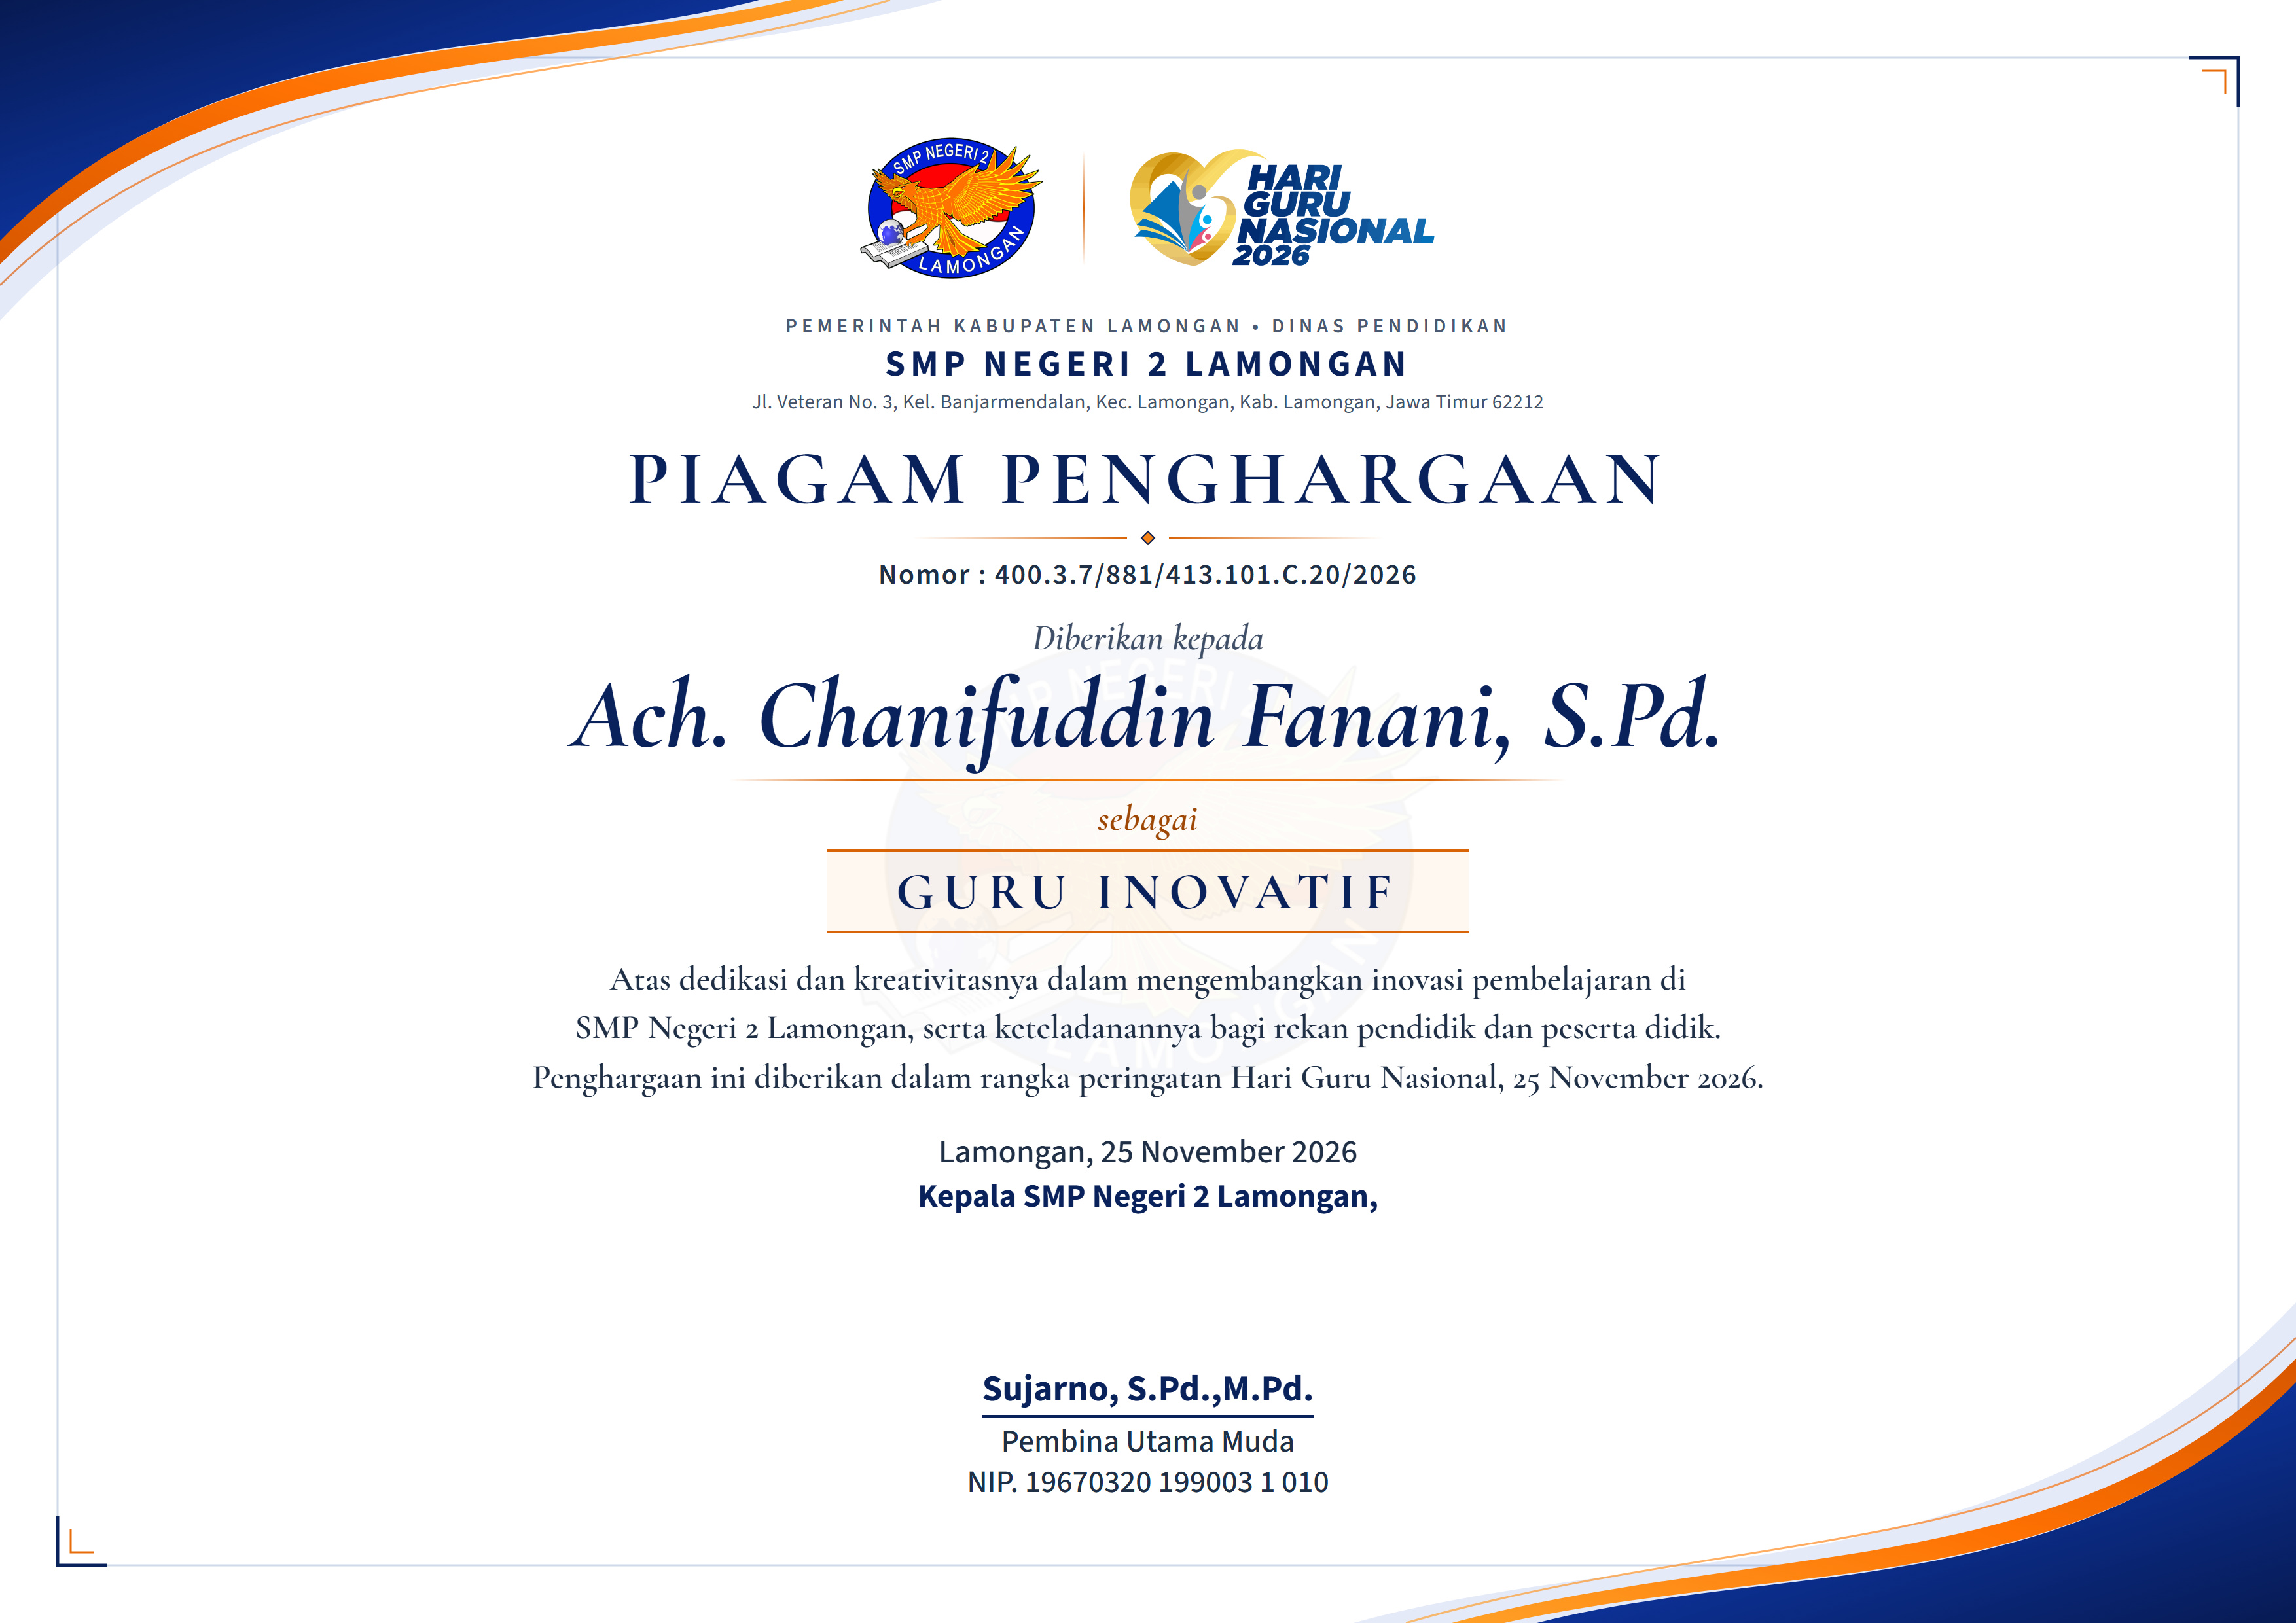 SMP NEGERI 2
LAMONGAN
HARI
GURU
NASIONAL
2026
PEMERINTAH KABUPATEN LAMONGAN • DINAS PENDIDIKAN
SMP NEGERI 2 LAMONGAN
Jl. Veteran No. 3, Kel. Banjarmendalan, Kec. Lamongan, Kab. Lamongan, Jawa Timur 62212
PIAGAM PENGHARGAAN
Nomor : 400.3.7/881/413.101.C.20/2026
Diberikan kepada
Ach. Chanifuddin Fanani, S.Pd.
sebagai
GURU INOVATIF
Atas dedikasi dan kreativitasnya dalam mengembangkan inovasi pembelajaran di
SMP Negeri 2 Lamongan, serta keteladanannya bagi rekan pendidik dan peserta didik.
Penghargaan ini diberikan dalam rangka peringatan Hari Guru Nasional, 25 November 2026.
Lamongan, 25 November 2026
Kepala SMP Negeri 2 Lamongan,
Sujarno, S.Pd.,M.Pd.
Pembina Utama Muda
NIP. 19670320 199003 1 010